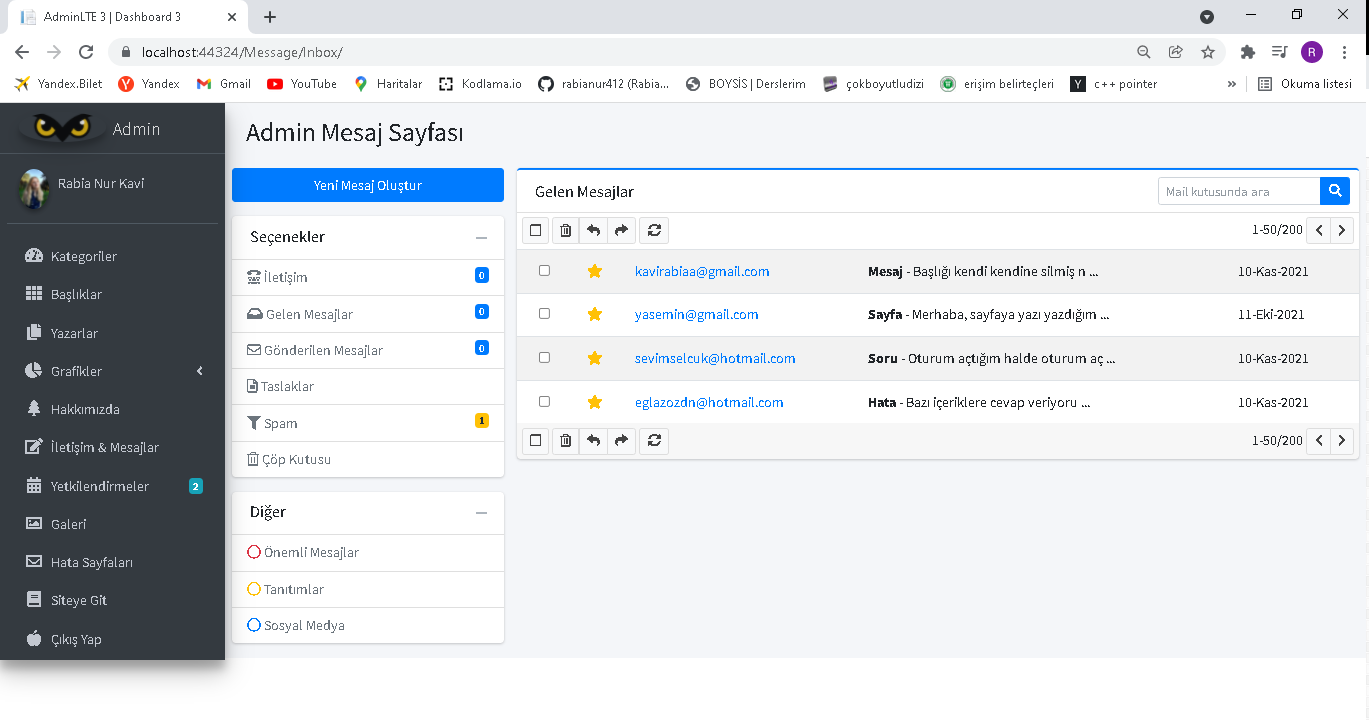 AdminLTE 3 | Dashboard 3
localhost:44324/Message/Inbox/
R
Yandex.Bilet
Yandex
Gmail
YouTube
Haritalar
Kodlama.io
rabianur412 (Rabia...
BOYSİS | Derslerim
çokboyutludizi
erişim belirteçleri
Y
c++ pointer
»
Okuma listesi
Admin
Rabia Nur Kavi
Kategoriler
Başlıklar
Yazarlar
Grafikler
Hakkımızda
İletişim & Mesajlar
Yetkilendirmeler 2
Galeri
Hata Sayfaları
Siteye Git
Çıkış Yap
Admin Mesaj Sayfası
Yeni Mesaj Oluştur
Seçenekler
İletişim 0
Gelen Mesajlar 0
Gönderilen Mesajlar 0
Taslaklar
Spam 1
Çöp Kutusu
Diğer
Önemli Mesajlar
Tanıtımlar
Sosyal Medya
Gelen Mesajlar
Mail kutusunda ara
1-50/200
kavirabiaa@gmail.com Mesaj - Başlığı kendi kendine silmiş n ... 10-Kas-2021
yasemin@gmail.com Sayfa - Merhaba, sayfaya yazı yazdığım ... 11-Eki-2021
sevimselcuk@hotmail.com Soru - Oturum açtığım halde oturum aç ... 10-Kas-2021
eglazozdn@hotmail.com Hata - Bazı içeriklere cevap veriyoru ... 10-Kas-2021
1-50/200